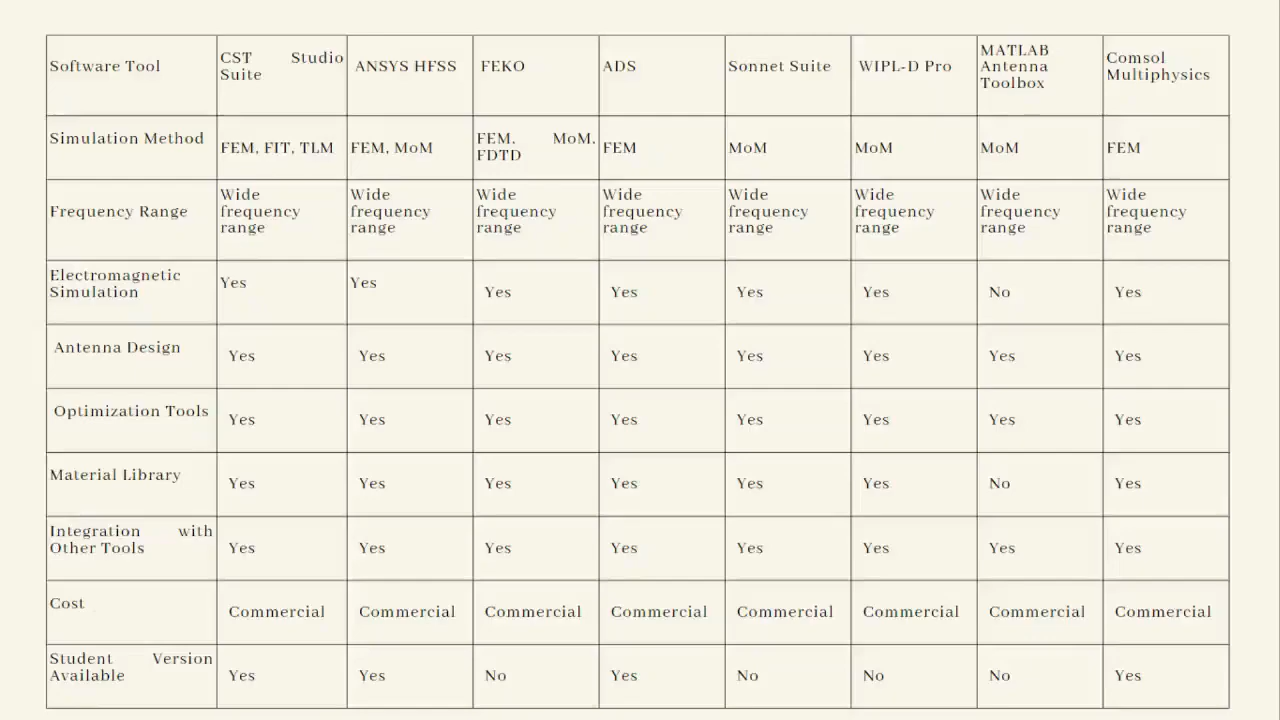 Software Tool
CST Studio
Suite
ANSYS HFSS
FEKO
ADS
Sonnet Suite
WIPL-D Pro
MATLAB
Antenna
Toolbox
Comsol
Multiphysics
Simulation Method
FEM, FIT, TLM
FEM, MoM
FEM, MoM,
FDTD
FEM
MoM
MoM
MoM
FEM
Frequency Range
Wide
frequency
range
Wide
frequency
range
Wide
frequency
range
Wide
frequency
range
Wide
frequency
range
Wide
frequency
range
Wide
frequency
range
Wide
frequency
range
Electromagnetic
Simulation
Yes
Yes
Yes
Yes
Yes
Yes
No
Yes
Antenna Design
Yes
Yes
Yes
Yes
Yes
Yes
Yes
Yes
Optimization Tools
Yes
Yes
Yes
Yes
Yes
Yes
Yes
Yes
Material Library
Yes
Yes
Yes
Yes
Yes
Yes
No
Yes
Integration with
Other Tools
Yes
Yes
Yes
Yes
Yes
Yes
Yes
Yes
Cost
Commercial
Commercial
Commercial
Commercial
Commercial
Commercial
Commercial
Commercial
Student Version
Available
Yes
Yes
No
Yes
No
No
No
Yes